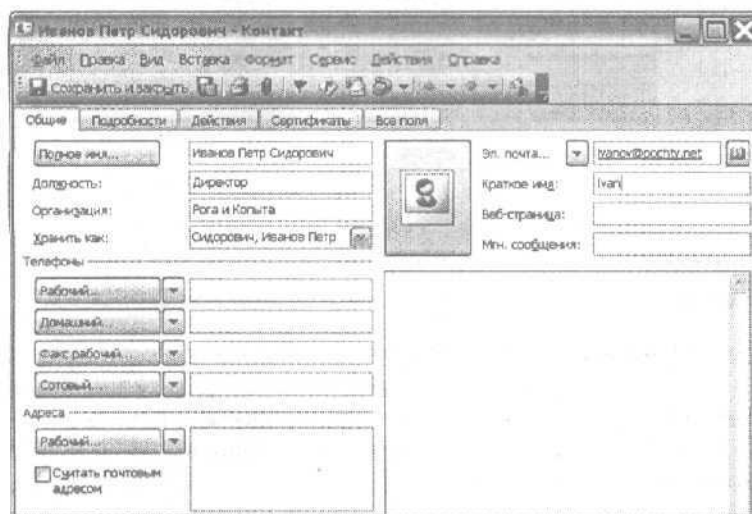 Иванов Петр Сидорович - Контакт
Файл Правка Вид Вставка Формат Сервис Действия Справка
Сохранить и закрыть
Общие Подробности Действия Сертификаты Все поля
Полное имя... Иванов Петр Сидорович
Должность: Директор
Организация: Рога и Копыта
Хранить как: Сидорович, Иванов Петр
Эл. почта... ivanov@pochty.net
Краткое имя: Ivan
Веб-страница:
Мгн. сообщения:
Телефоны
Рабочий...
Домашний...
Факс рабочий...
Сотовый...
Адреса
Рабочий...
Считать почтовым
адресом